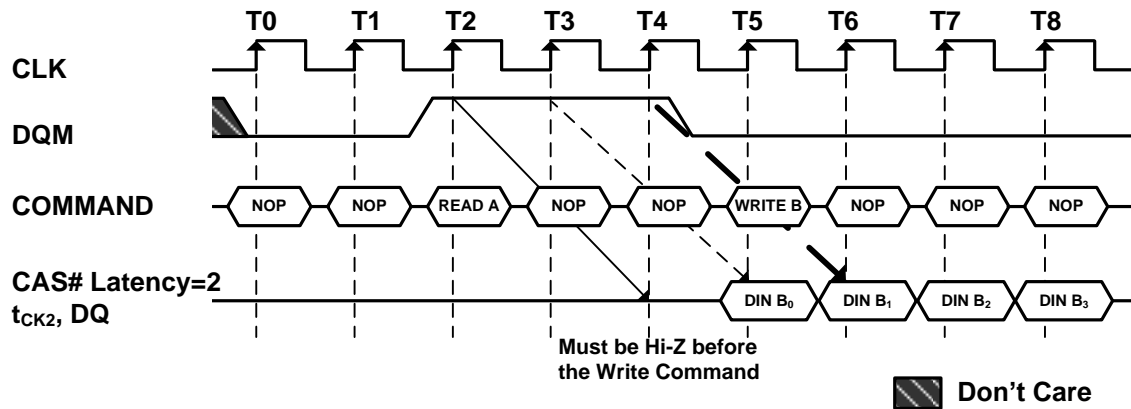 T0 T1 T2 T3 T4 T5 T6 T7 T8
CLK
DQM
COMMAND NOP NOP READ A NOP NOP WRITE B NOP NOP NOP
CAS# Latency=2
tCK2, DQ DIN B0 DIN B1 DIN B2 DIN B3
Must be Hi-Z before
the Write Command
Don't Care